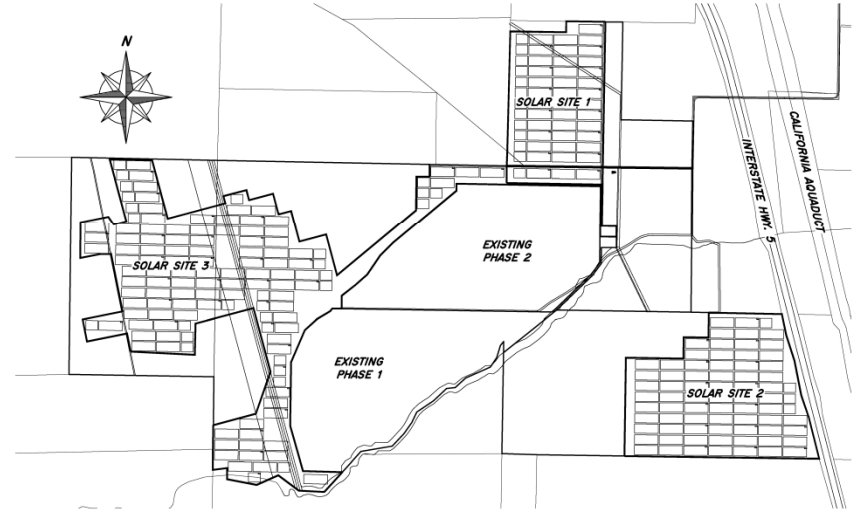 N
SOLAR SITE 1
CALIFORNIA AQUADUCT
INTERSTATE HWY. 5
EXISTING
PHASE 2
SOLAR SITE 3
EXISTING
PHASE 1
SOLAR SITE 2